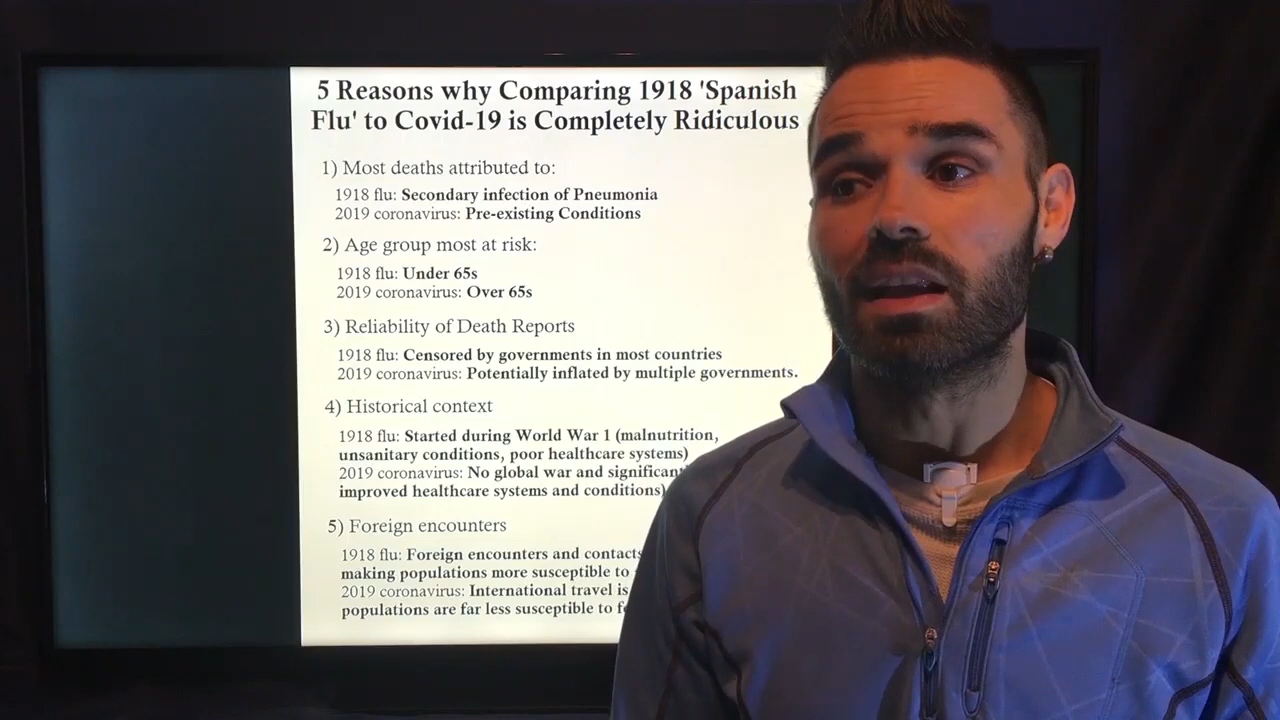 5 Reasons why Comparing 1918 'Spanish
Flu' to Covid-19 is Completely Ridiculous
1) Most deaths attributed to:
1918 flu: Secondary infection of Pneumonia
2019 coronavirus: Pre-existing Conditions
2) Age group most at risk:
1918 flu: Under 65s
2019 coronavirus: Over 65s
3) Reliability of Death Reports
1918 flu: Censored by governments in most countries
2019 coronavirus: Potentially inflated by multiple governments.
4) Historical context
1918 flu: Started during World War 1 (malnutrition,
unsanitary conditions, poor healthcare systems)
2019 coronavirus: No global war and
improved healthcare systems and conditions)
5) Foreign encounters
1918 flu: Foreign encounters and contacts
making populations more susceptible to
2019 coronavirus: International travel is
populations are far less susceptible to